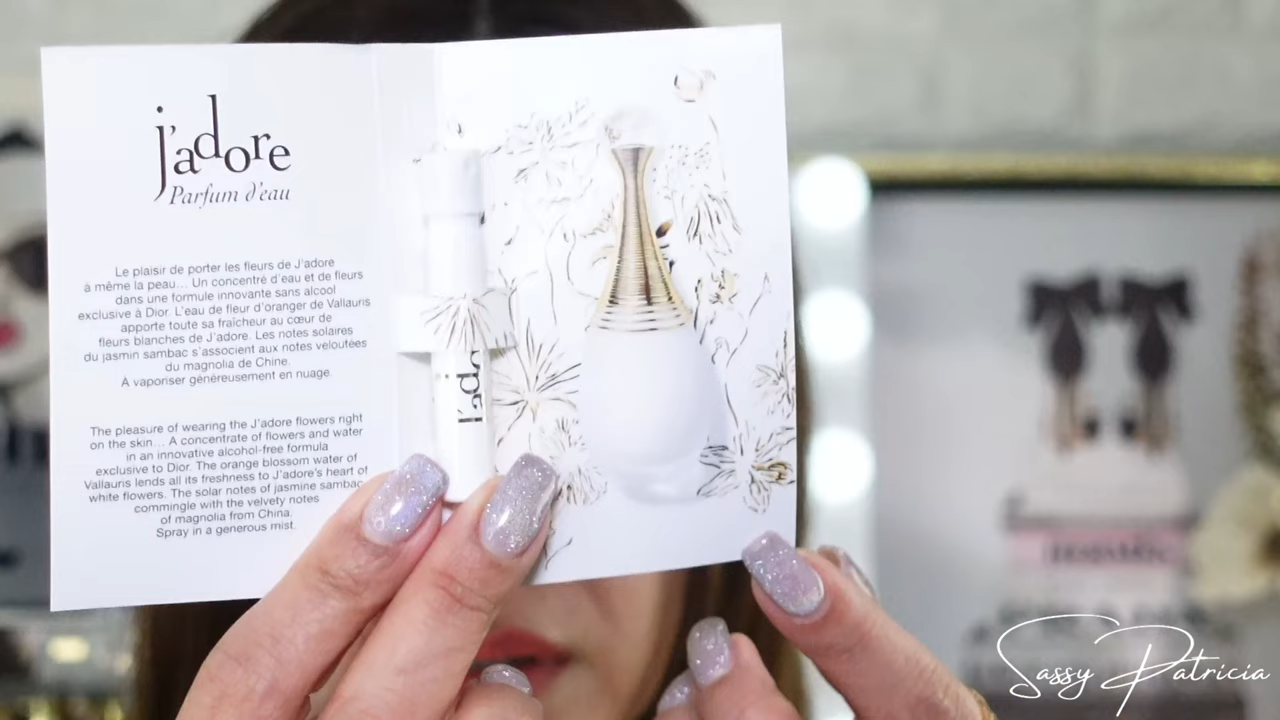 j'adore
Parfum d'eau
Le plaisir de porter les fleurs de J'adore
à même la peau... Un concentré d'eau et de fleurs
dans une formule innovante sans alcool
exclusive à Dior. L'eau de fleur d'oranger de Vallauris
apporte toute sa fraîcheur au cœur de
fleurs blanches de J'adore. Les notes solaires
du jasmin sambac s'associent aux notes veloutées
du magnolia de Chine.
À vaporiser généreusement en nuage.
The pleasure of wearing the J'adore flowers right
on the skin... A concentrate of flowers and water
in an innovative alcohol-free formula
exclusive to Dior. The orange blossom water of
Vallauris lends all its freshness to J'adore's heart of
white flowers. The solar notes of jasmine sambac
commingle with the velvety notes
of magnolia from China.
Spray in a generous mist.
j'ado
Sassy Patricia